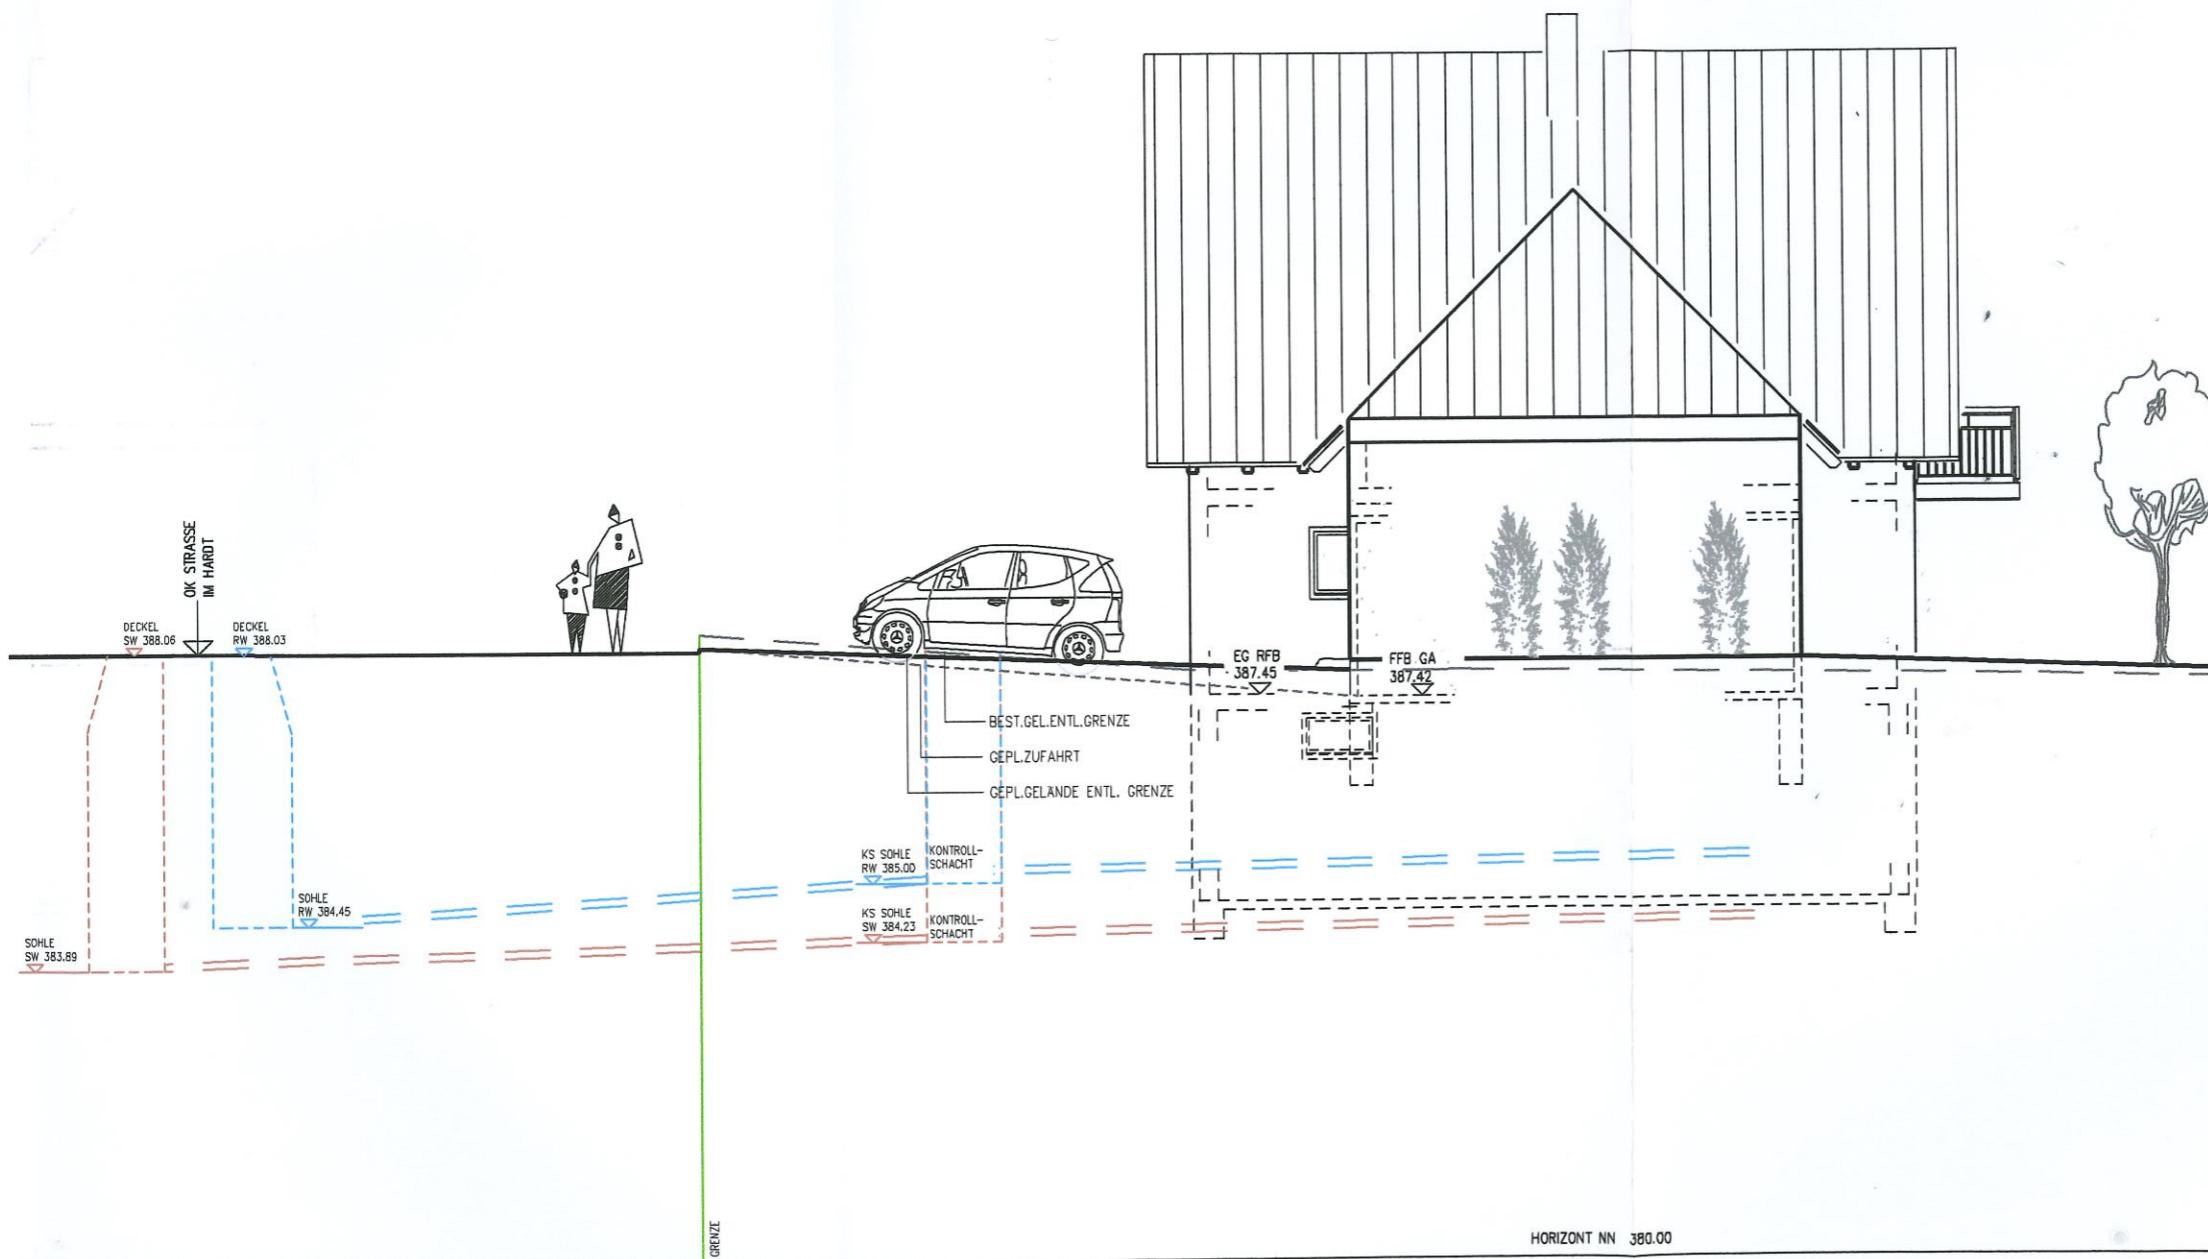 OK STRASSE
IM HARDT
DECKEL
SW 388.06
DECKEL
RW 388.03
EG RFB
387.45
FFB GA
387.42
BEST.GEL.ENTL.GRENZE
GEPL.ZUFAHRT
GEPL.GELÄNDE ENTL. GRENZE
KS SOHLE
RW 385.00
KONTROLL-
SCHACHT
SOHLE
RW 384.45
KS SOHLE
SW 384.23
KONTROLL-
SCHACHT
SOHLE
SW 383.89
GRENZE
HORIZONT NN 380.00